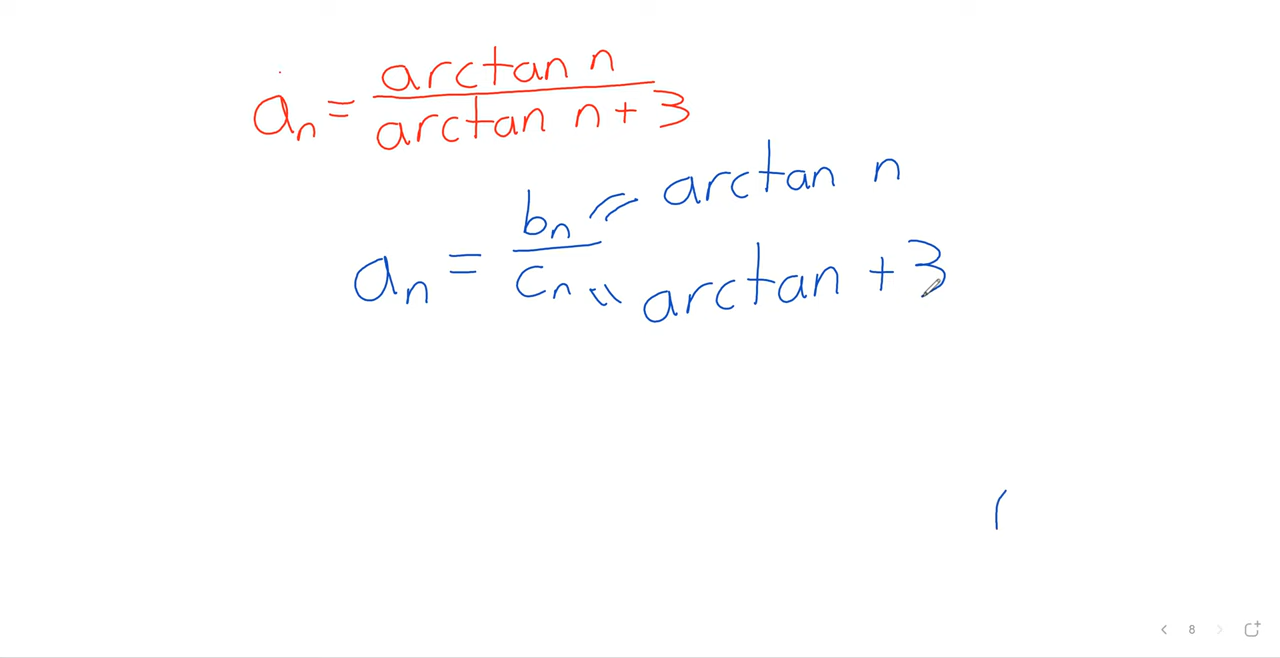 aₙ = arctan n / arctan n + 3
aₙ = bₙ / cₙ
bₙ = arctan n
cₙ = arctan + 3
(
< 8 >